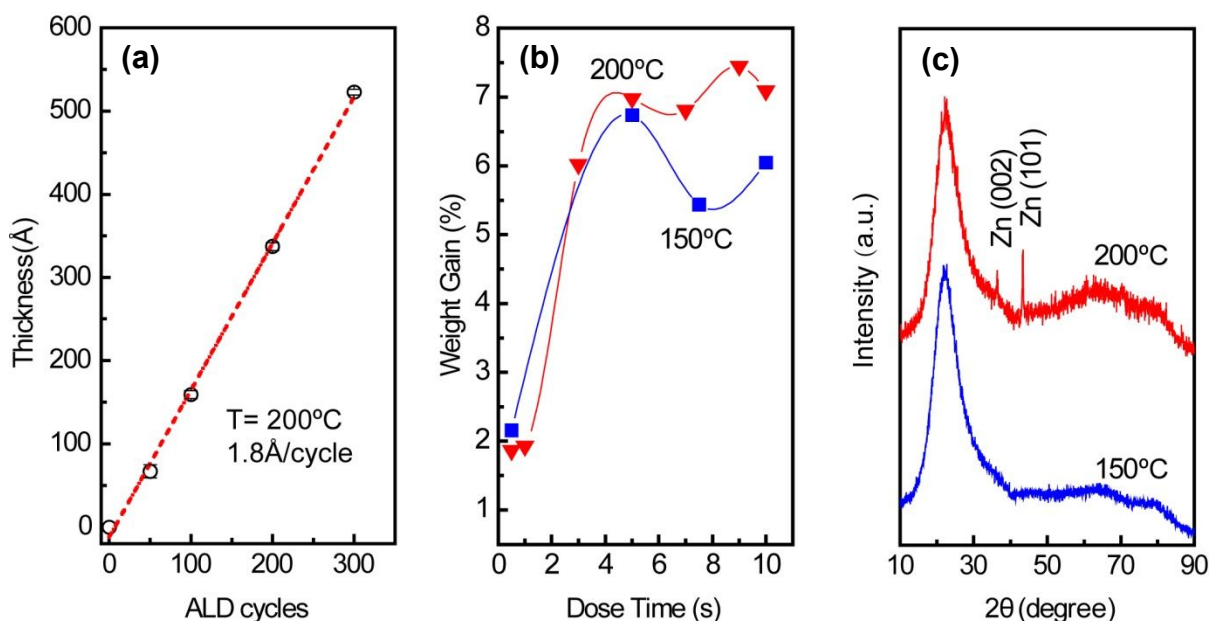 (a)
600
500
400
300
200
100
0
Thickness(Å)
T= 200ºC
1.8Å/cycle
0
100
200
300
ALD cycles
(b)
8
7
6
5
4
3
2
1
Weight Gain (%)
200ºC
150ºC
0
2
4
6
8
10
Dose Time (s)
(c)
Intensity (a.u.)
Zn (002)
Zn (101)
200ºC
150ºC
10
30
50
70
90
2θ (degree)